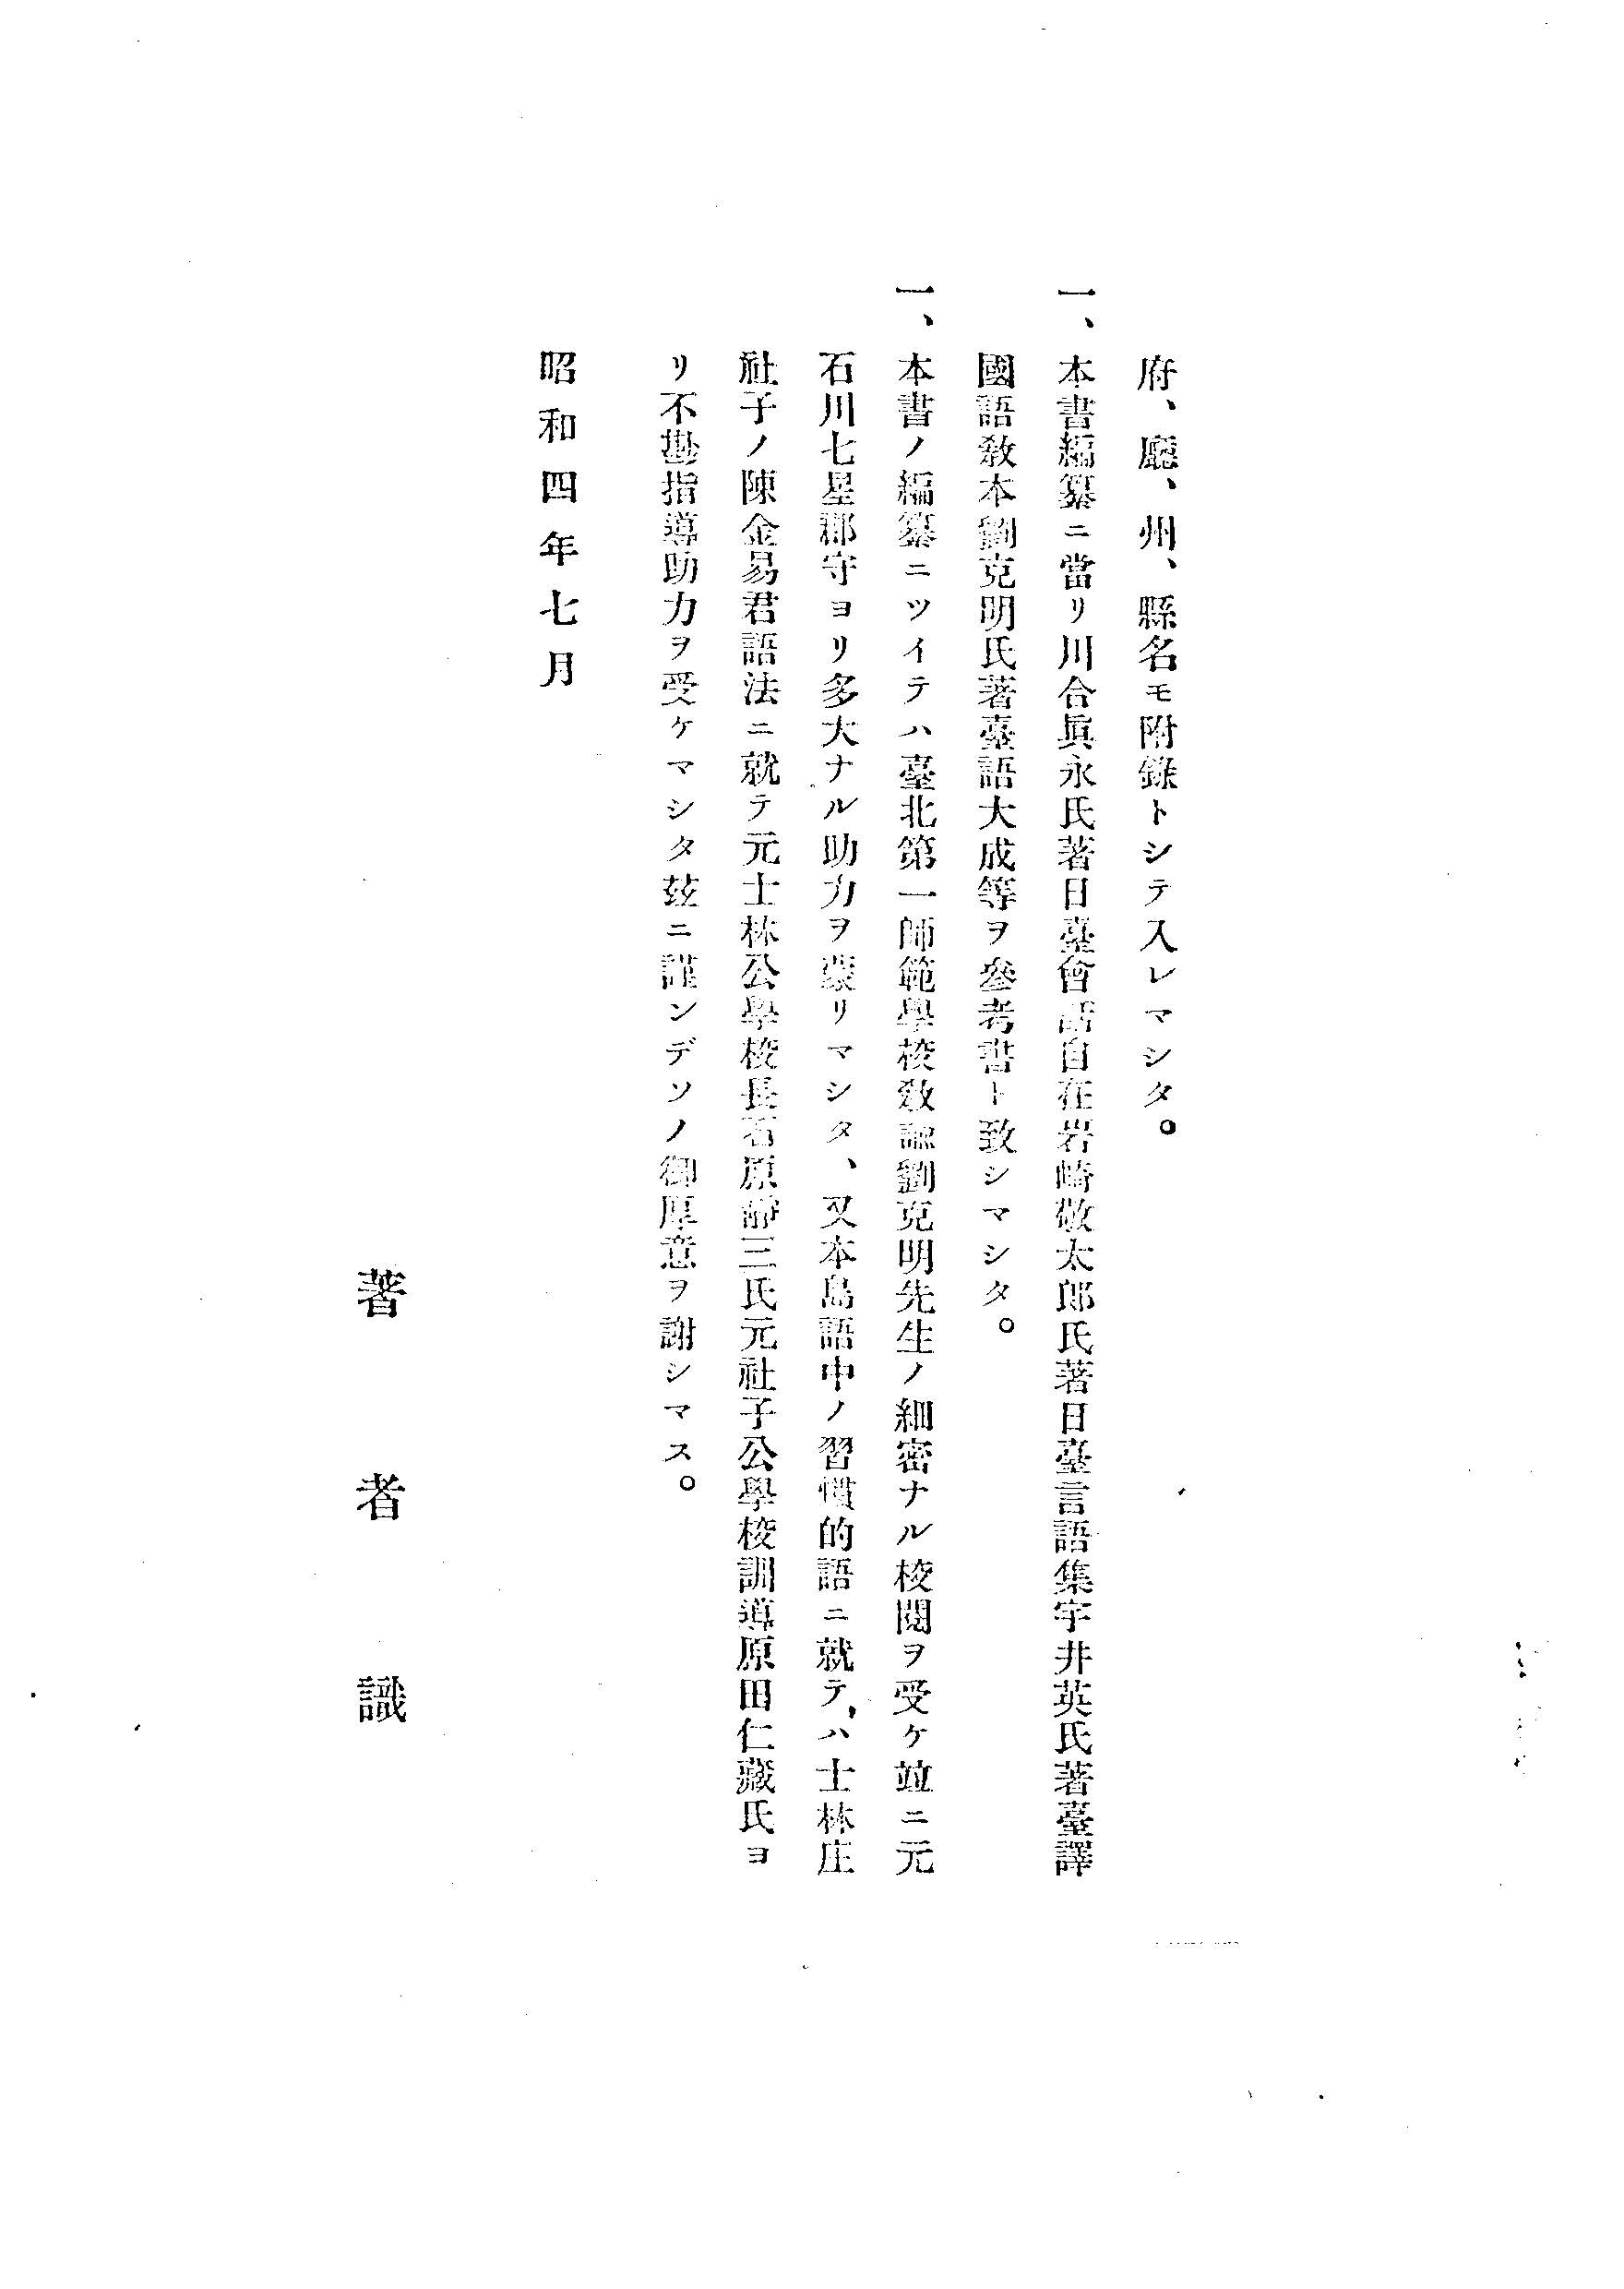 府、廳、州、縣名モ附錄トシテ入レマシタ。
一、本書編纂ニ當リ川合眞永氏著日臺會話自在岩崎敬太郎氏著日臺言語集宇井英氏著臺譯
國語敎本劉克明氏著臺語大成等ヲ參考書ト致シマシタ。
一、本書ノ編纂ニツイテハ臺北第一師範學校敎諭劉克明先生ノ細密ナル校閱ヲ受ケ竝ニ元
石川七星郡守ヨリ多大ナル助力ヲ蒙リマシタ、又本島語中ノ習慣的語ニ就テハ士林庄
社子ノ陳金易君語法ニ就テ元士林公學校長石原靜三氏元社子公學校訓導原田仁藏氏ヨ
リ不尠指導助力ヲ受ケマシタ玆ニ謹ンデソノ御厚意ヲ謝シマス。
昭和四年七月
著者識